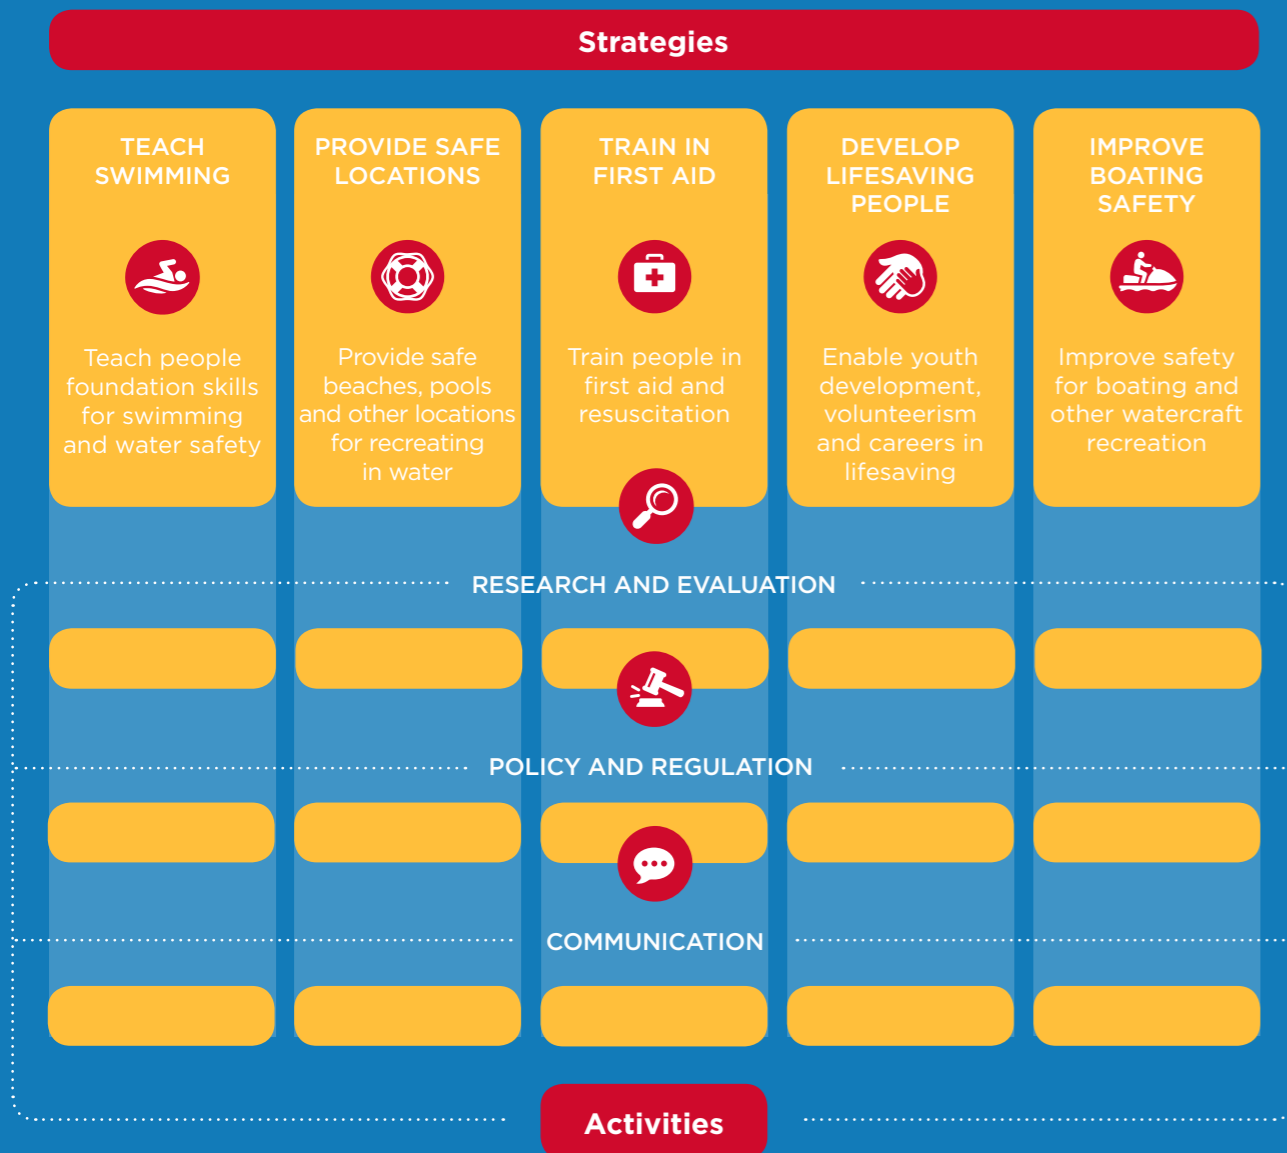 Strategies
TEACH
SWIMMING
Teach people
foundation skills
for swimming
and water safety
PROVIDE SAFE
LOCATIONS
Provide safe
beaches, pools
and other locations
for recreating
in water
TRAIN IN
FIRST AID
Train people in
first aid and
resuscitation
DEVELOP
LIFESAVING
PEOPLE
Enable youth
development,
volunteerism
and careers in
lifesaving
IMPROVE
BOATING
SAFETY
Improve safety
for boating and
other watercraft
recreation
RESEARCH AND EVALUATION
POLICY AND REGULATION
COMMUNICATION
Activities